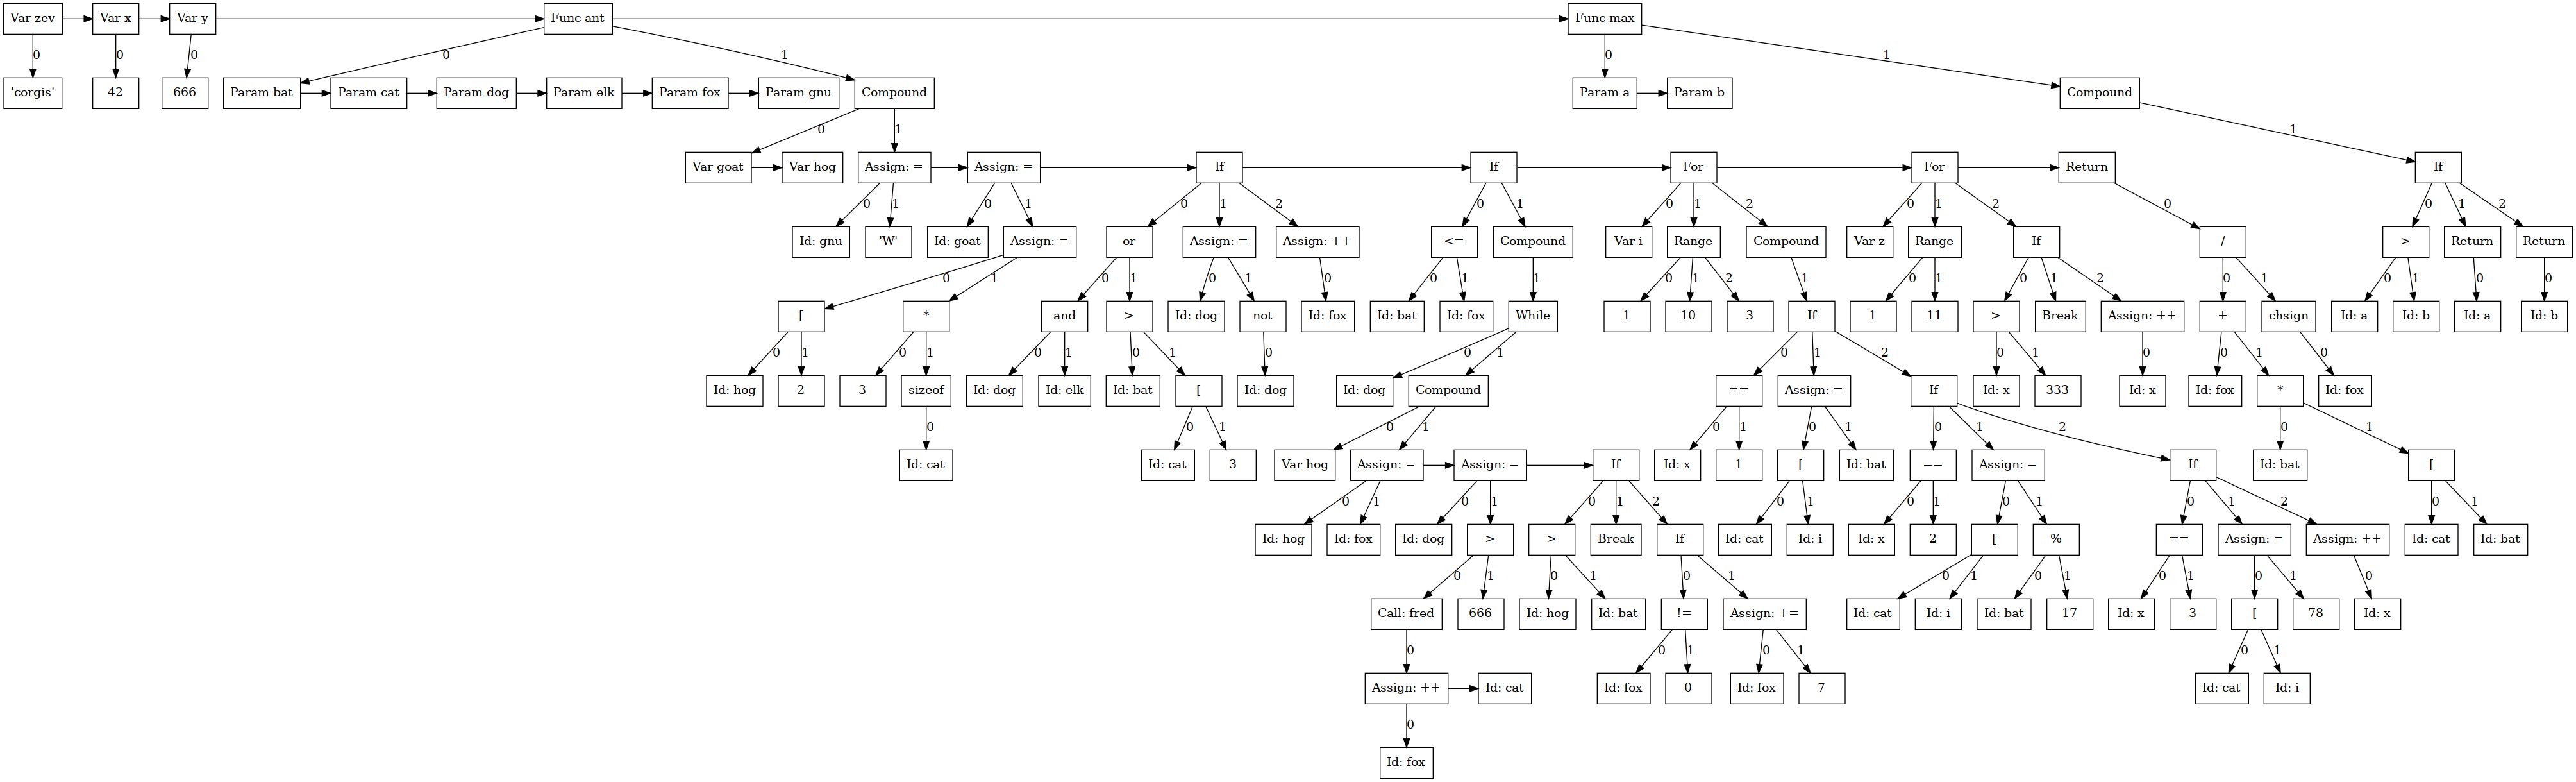 Var zev Var x Var y Func ant Func max
0 0 0 0 1 0 1
'corgis' 42 666 Param bat Param cat Param dog Param elk Param fox Param gnu Compound Param a Param b Compound
0 1 1
Var goat Var hog Assign: = Assign: = If If For For Return If
0 1 0 1 0 1 2 0 1 0 1 2 0 1 2 0 0 1 2
Id: gnu 'W' Id: goat Assign: = or Assign: = Assign: ++ <= Compound Var i Range Compound Var z Range If / > Return Return
0 1 0 1 0 1 0 0 1 1 0 1 2 1 0 1 0 1 2 0 1 0 1 0 0
[ * and > Id: dog not Id: fox Id: bat Id: fox While 1 10 3 If 1 11 > Break Assign: ++ + chsign Id: a Id: b Id: a Id: b
0 1 0 1 0 1 0 1 0 0 1 0 1 2 0 1 0 0 1 0
Id: hog 2 3 sizeof Id: dog Id: elk Id: bat [ Id: dog Id: dog Compound == Assign: = If Id: x 333 Id: x Id: fox * Id: fox
0 0 1 0 1 0 1 0 1 0 1 2 0 1
Id: cat Id: cat 3 Var hog Assign: = Assign: = If Id: x 1 [ Id: bat == Assign: = If Id: bat [
0 1 0 1 0 1 2 0 1 0 1 0 1 0 1 2 0 1
Id: hog Id: fox Id: dog > > Break If Id: cat Id: i Id: x 2 [ % == Assign: = Assign: ++ Id: cat Id: bat
0 1 0 1 0 1 0 1 0 1 0 1 0 1 0
Call: fred 666 Id: hog Id: bat != Assign: += Id: cat Id: i Id: bat 17 Id: x 3 [ 78 Id: x
0 0 1 0 1 0 1
Assign: ++ Id: cat Id: fox 0 Id: fox 7 Id: cat Id: i
0
Id: fox